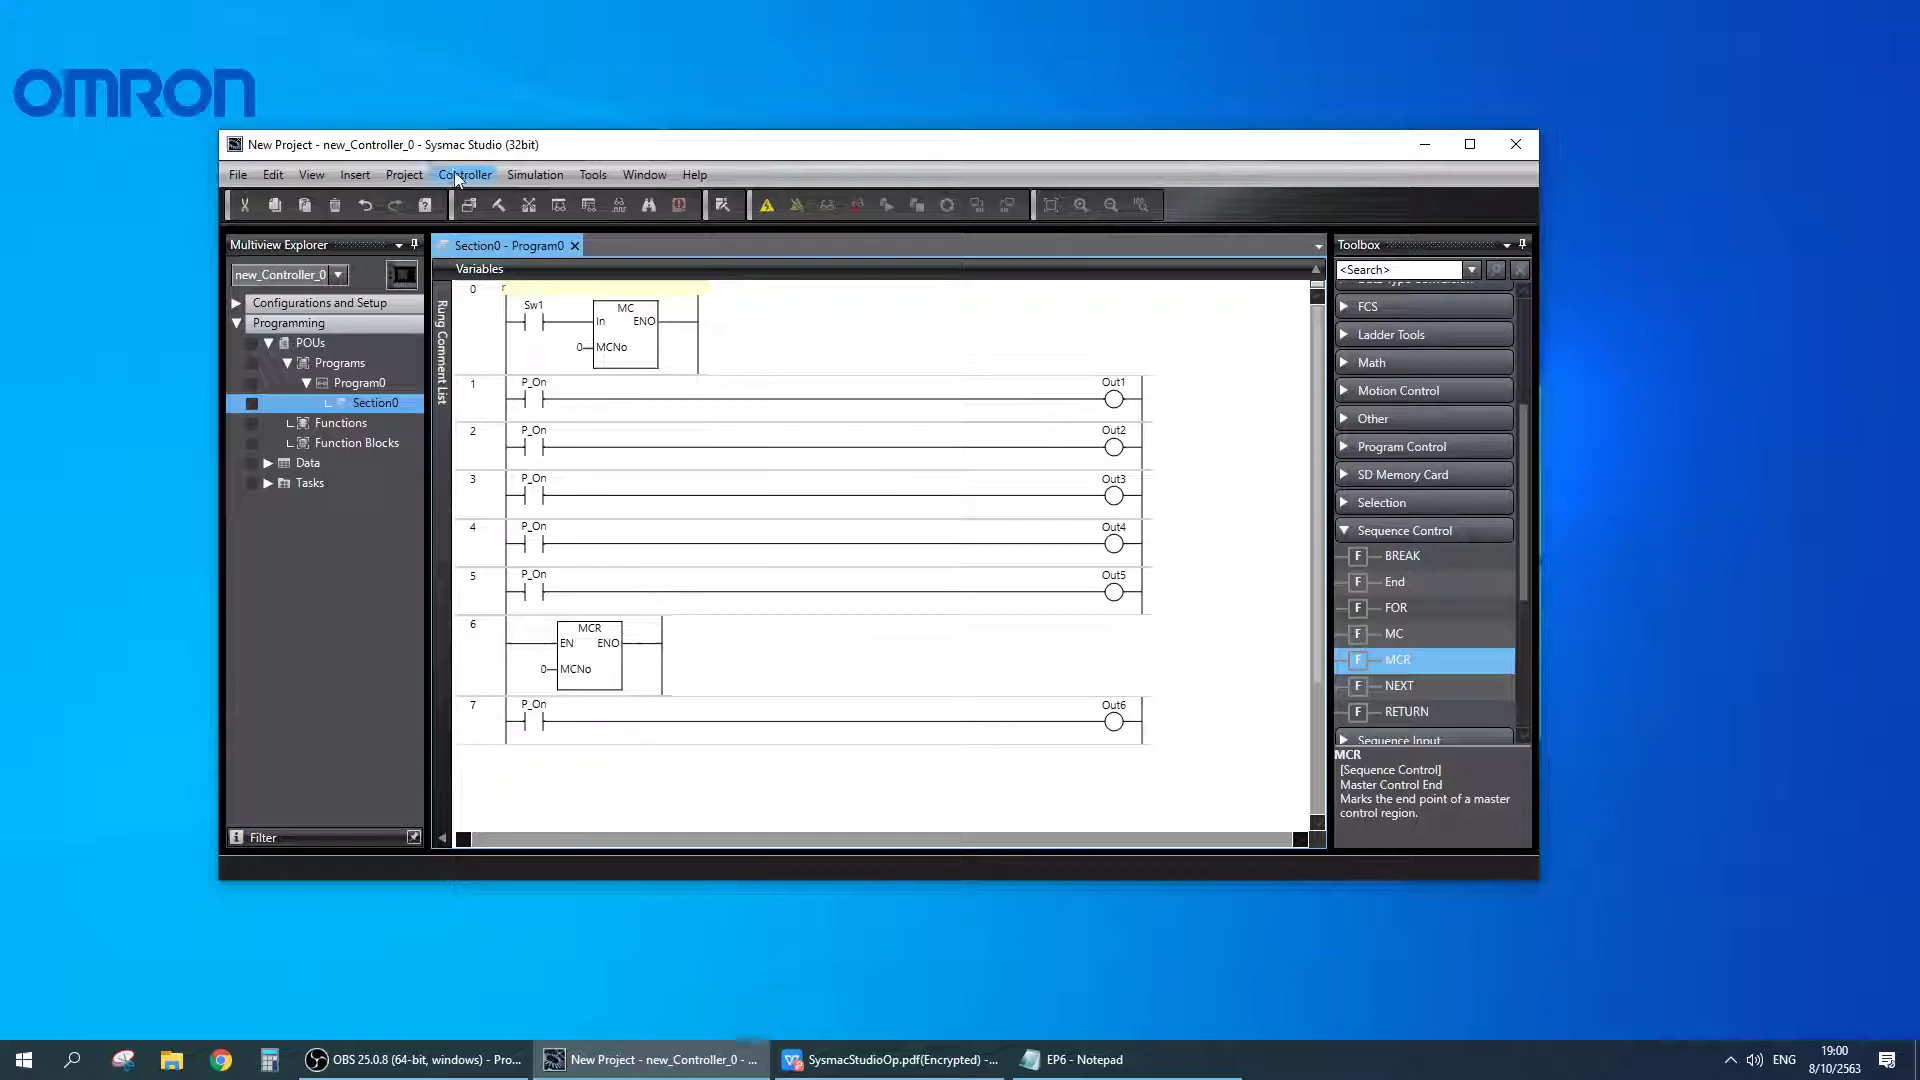 OMRON
New Project - new_Controller_0 - Sysmac Studio (32bit)
File Edit View Insert Project Controller Simulation Tools Window Help
Multiview Explorer
new_Controller_0
Configurations and Setup
Programming
POUs
Programs
Program0
Section0
Functions
Function Blocks
Data
Tasks
Filter
Section0 - Program0
Variables
Rung Comment List
0
Sw1
MC
In ENO
0 MCNo
1
P_On
Out1
2
P_On
Out2
3
P_On
Out3
4
P_On
Out4
5
P_On
Out5
6
MCR
EN ENO
0 MCNo
7
P_On
Out6
Toolbox
<Search>
FCS
Ladder Tools
Math
Motion Control
Other
Program Control
SD Memory Card
Selection
Sequence Control
F BREAK
F End
F FOR
F MC
F MCR
F NEXT
F RETURN
Sequence Input
MCR
[Sequence Control]
Master Control End
Marks the end point of a master
control region.
OBS 25.0.8 (64-bit, windows) - Pro...
New Project - new_Controller_0 - ...
SysmacStudioOp.pdf(Encrypted) -...
EP6 - Notepad
ENG
19:00
8/10/2563